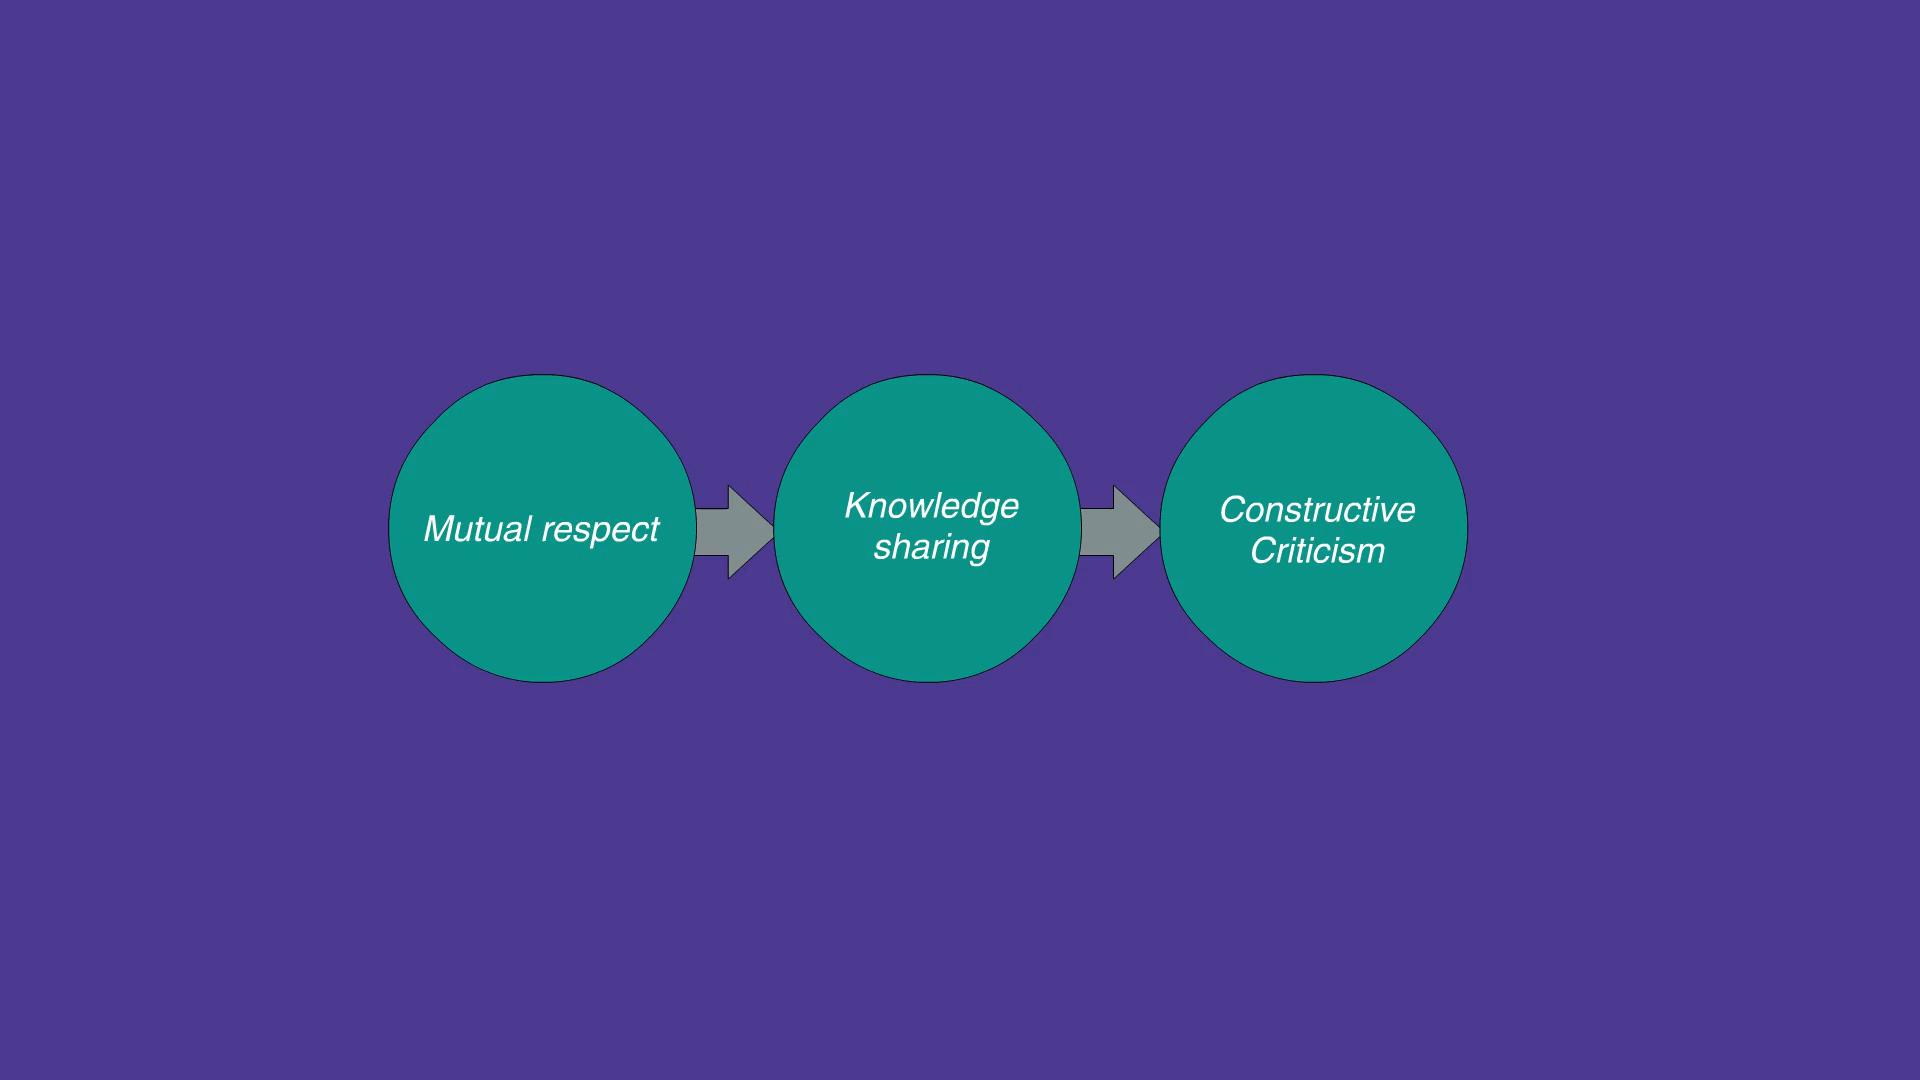 Mutual respect
Knowledge
sharing
Constructive
Criticism